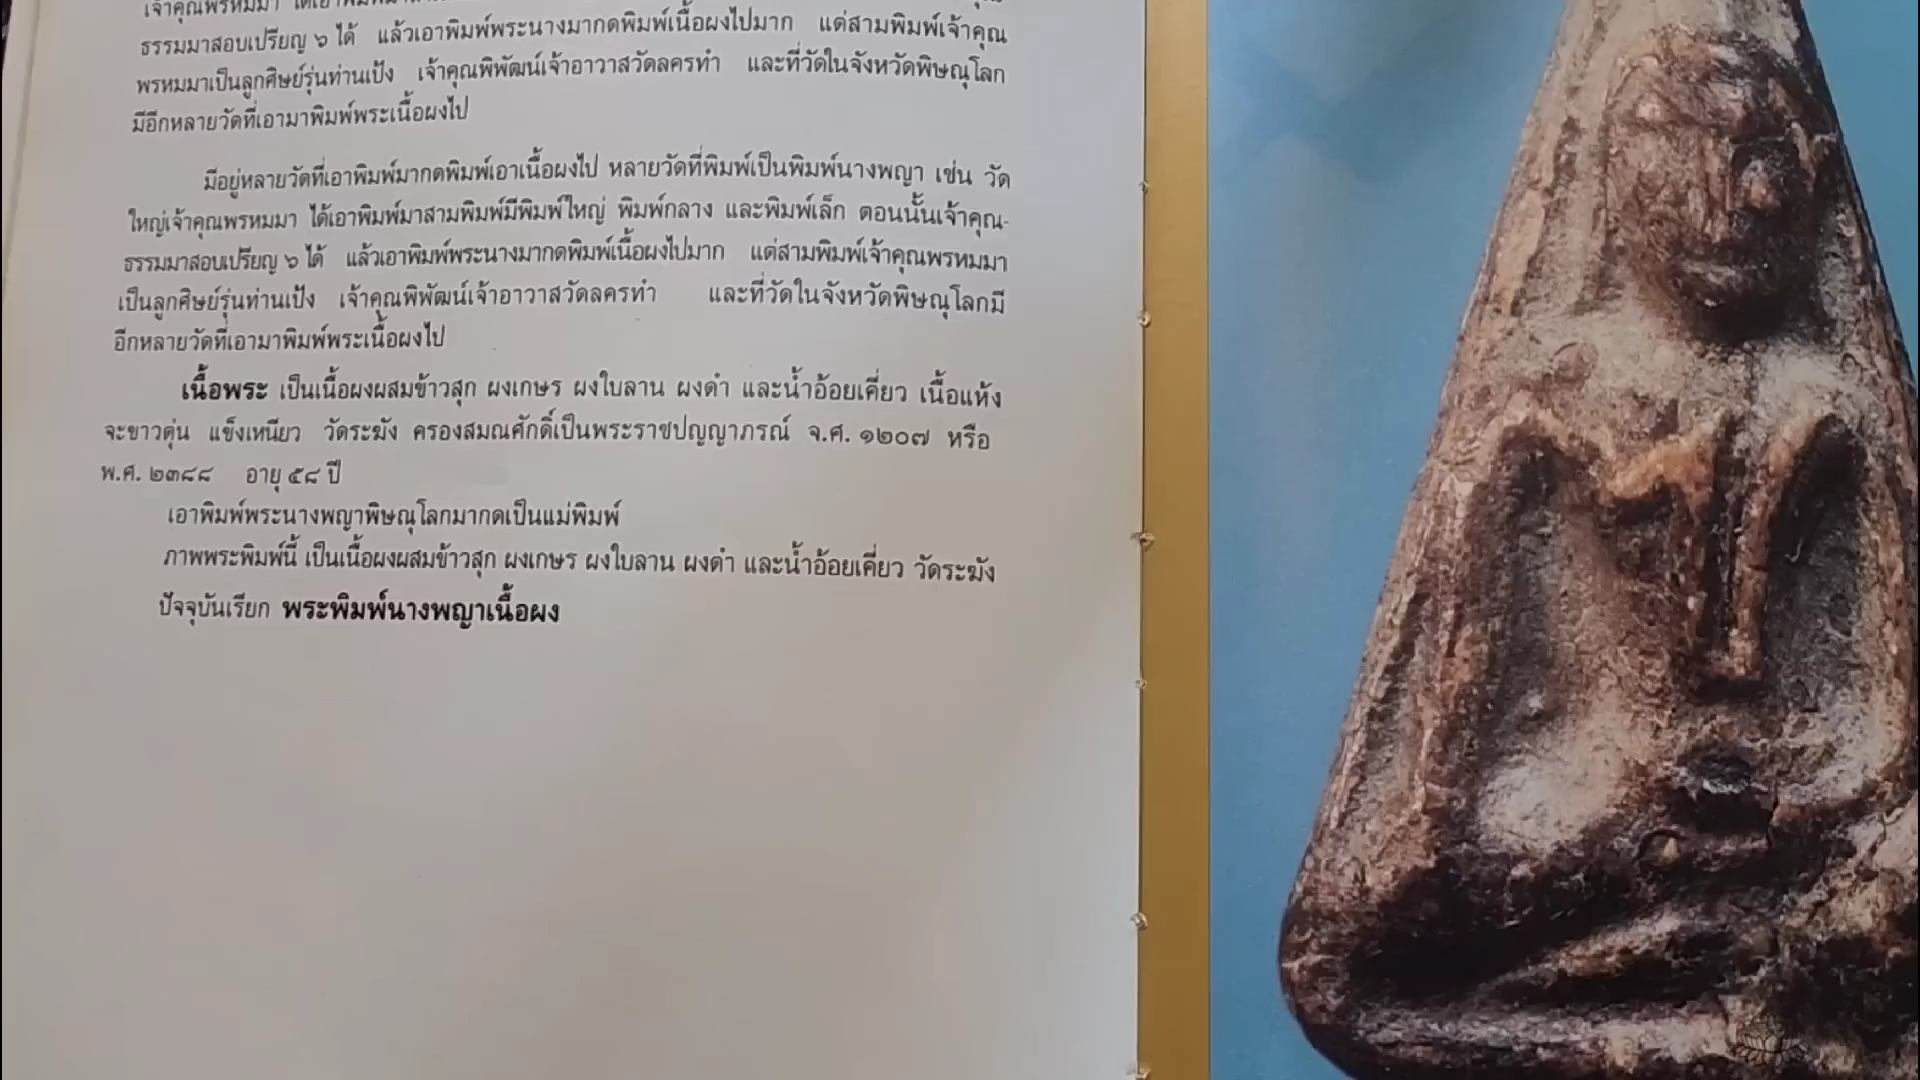 เจ้าคุณพรหมมา ได้เอาพิมพ์มาสาม
ธรรมมาสอบเปรียญ ๖ ได้ แล้วเอาพิมพ์พระนางมากดพิมพ์เนื้อผงไปมาก แต่สามพิมพ์เจ้าคุณ
พรหมมาเป็นลูกศิษย์รุ่นท่านเป้ง เจ้าคุณพิพัฒน์เจ้าอาวาสวัดลครทำ และที่วัดในจังหวัดพิษณุโลก
มีอีกหลายวัดที่เอามาพิมพ์พระเนื้อผงไป
มีอยู่หลายวัดที่เอาพิมพ์มากดพิมพ์เอาเนื้อผงไป หลายวัดที่พิมพ์เป็นพิมพ์นางพญา เช่น วัด
ใหญ่เจ้าคุณพรหมมา ได้เอาพิมพ์มาสามพิมพ์มีพิมพ์ใหญ่ พิมพ์กลาง และพิมพ์เล็ก ตอนนั้นเจ้าคุณ-
ธรรมมาสอบเปรียญ ๖ ได้ แล้วเอาพิมพ์พระนางมากดพิมพ์เนื้อผงไปมาก แต่สามพิมพ์เจ้าคุณพรหมมา
เป็นลูกศิษย์รุ่นท่านเป้ง เจ้าคุณพิพัฒน์เจ้าอาวาสวัดลครทำ และที่วัดในจังหวัดพิษณุโลกมี
อีกหลายวัดที่เอามาพิมพ์พระเนื้อผงไป
เนื้อพระ เป็นเนื้อผงผสมข้าวสุก ผงเกษร ผงใบลาน ผงดำ และน้ำอ้อยเคี่ยว เนื้อแห้ง
จะขาวตุ่น แข็งเหนียว วัดระฆัง ครองสมณศักดิ์เป็นพระราชปญญาภรณ์ จ.ศ. ๑๒๐๗ หรือ
พ.ศ. ๒๓๘๘ อายุ ๕๘ ปี
เอาพิมพ์พระนางพญาพิษณุโลกมากดเป็นแม่พิมพ์
ภาพพระพิมพ์นี้ เป็นเนื้อผงผสมข้าวสุก ผงเกษร ผงใบลาน ผงดำ และน้ำอ้อยเคี่ยว วัดระฆัง
ปัจจุบันเรียก พระพิมพ์นางพญาเนื้อผง